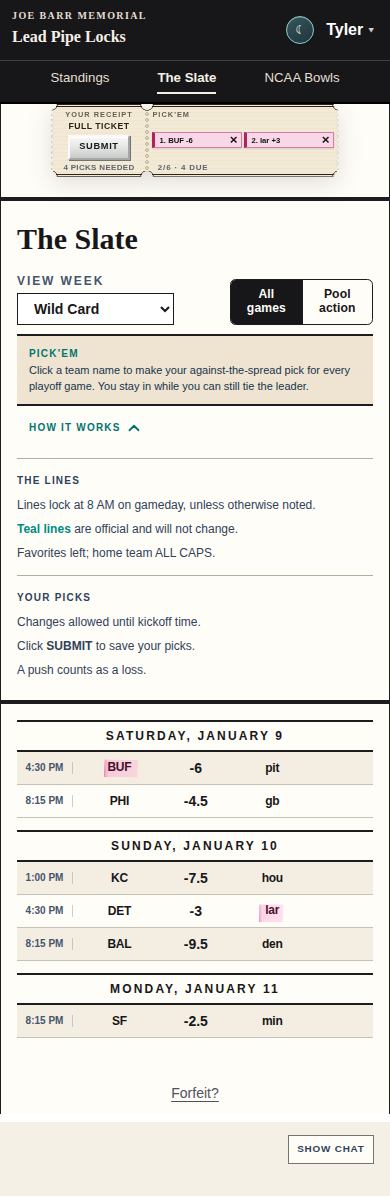 JOE BARR MEMORIAL
Lead Pipe Locks
Tyler
Standings The Slate NCAA Bowls
YOUR RECEIPT
FULL TICKET
SUBMIT
4 PICKS NEEDED
PICK'EM
1. BUF -6 ✕ 2. lar +3 ✕
2/6 · 4 DUE
The Slate
VIEW WEEK
Wild Card
All games
Pool action
PICK'EM
Click a team name to make your against-the-spread pick for every
playoff game. You stay in while you can still tie the leader.
HOW IT WORKS
THE LINES
Lines lock at 8 AM on gameday, unless otherwise noted.
Teal lines are official and will not change.
Favorites left; home team ALL CAPS.
YOUR PICKS
Changes allowed until kickoff time.
Click SUBMIT to save your picks.
A push counts as a loss.
SATURDAY, JANUARY 9
4:30 PM BUF -6 pit
8:15 PM PHI -4.5 gb
SUNDAY, JANUARY 10
1:00 PM KC -7.5 hou
4:30 PM DET -3 lar
8:15 PM BAL -9.5 den
MONDAY, JANUARY 11
8:15 PM SF -2.5 min
Forfeit?
SHOW CHAT